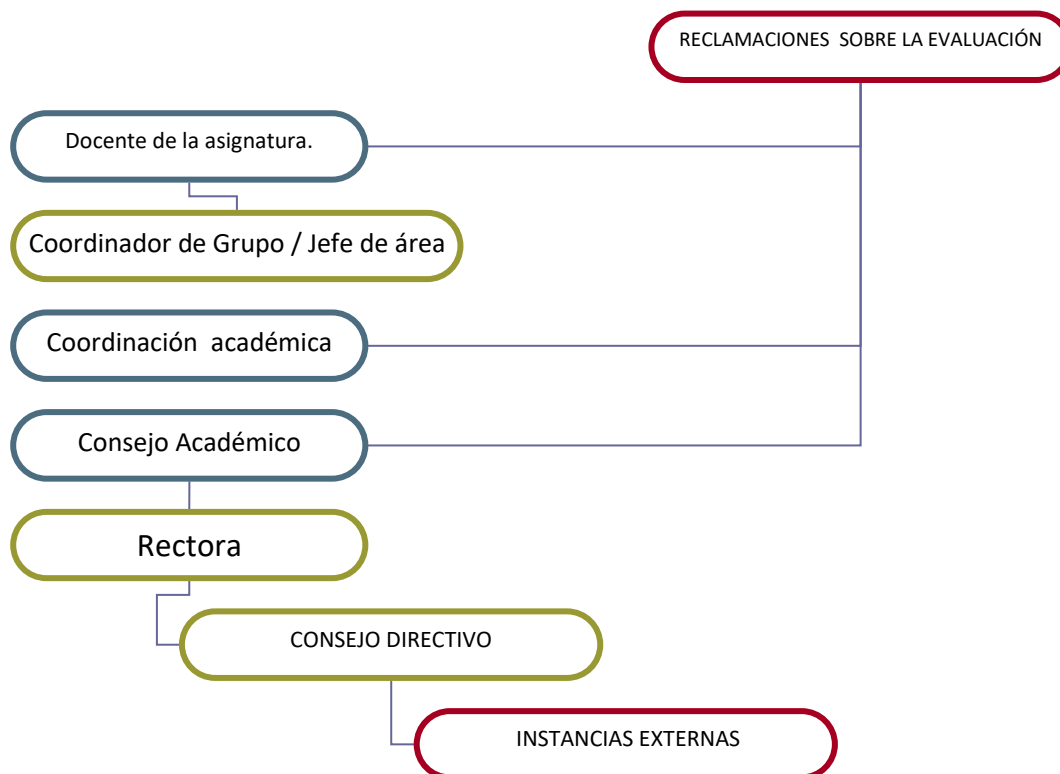 RECLAMACIONES SOBRE LA EVALUACIÓN
Docente de la asignatura.
Coordinador de Grupo / Jefe de área
Coordinación académica
Consejo Académico
Rectora
CONSEJO DIRECTIVO
INSTANCIAS EXTERNAS